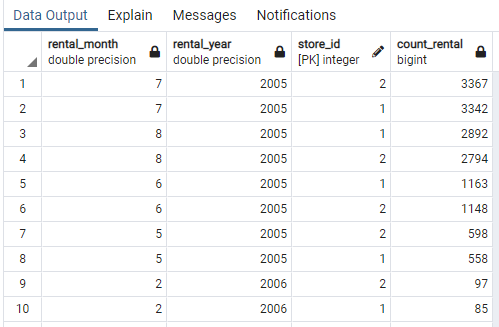 Data Output Explain Messages Notifications
rental_month rental_year store_id count_rental
double precision double precision [PK] integer bigint
1 7 2005 2 3367
2 7 2005 1 3342
3 8 2005 1 2892
4 8 2005 2 2794
5 6 2005 1 1163
6 6 2005 2 1148
7 5 2005 2 598
8 5 2005 1 558
9 2 2006 2 97
10 2 2006 1 85